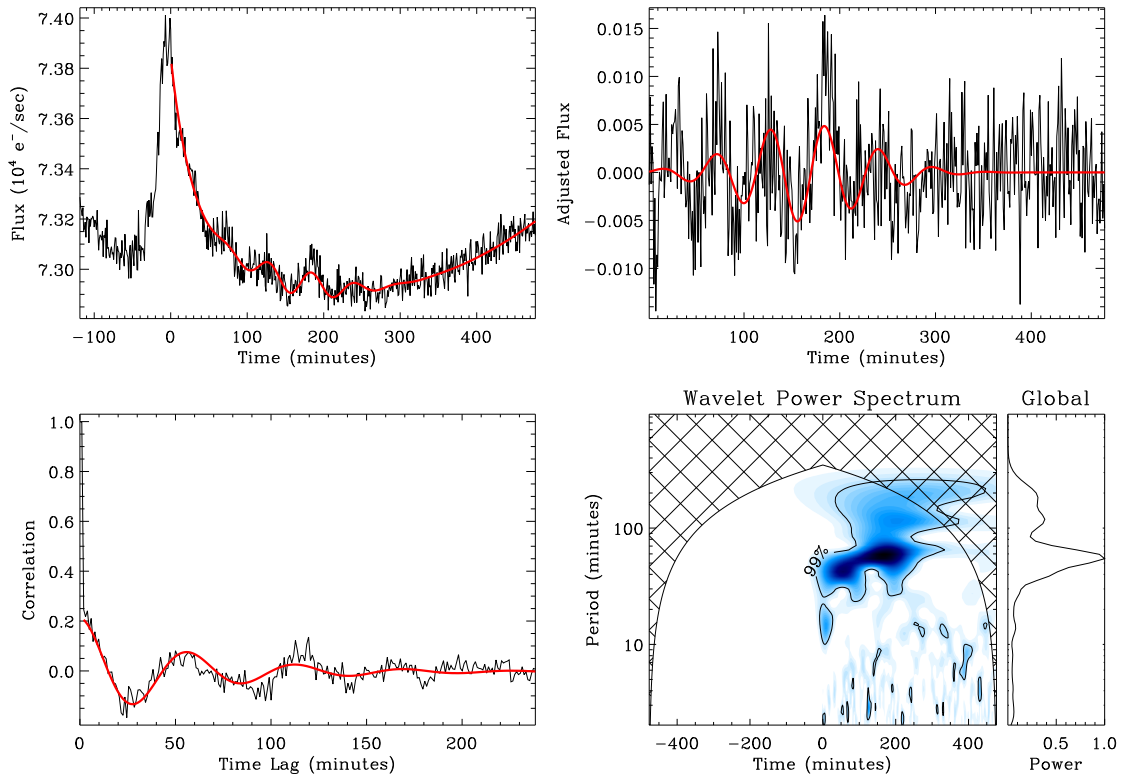 7.40
7.38
7.36
7.34
7.32
7.30
Flux (10⁴ e⁻/sec)
−100 0 100 200 300 400
Time (minutes)
0.015
0.010
0.005
0.000
−0.005
−0.010
Adjusted Flux
100 200 300 400
Time (minutes)
1.0
0.8
0.6
0.4
0.2
0.0
Correlation
0 50 100 150 200
Time Lag (minutes)
Wavelet Power Spectrum
Global
100
10
Period (minutes)
99%
−400 −200 0 200 400
Time (minutes)
0.5 1.0
Power